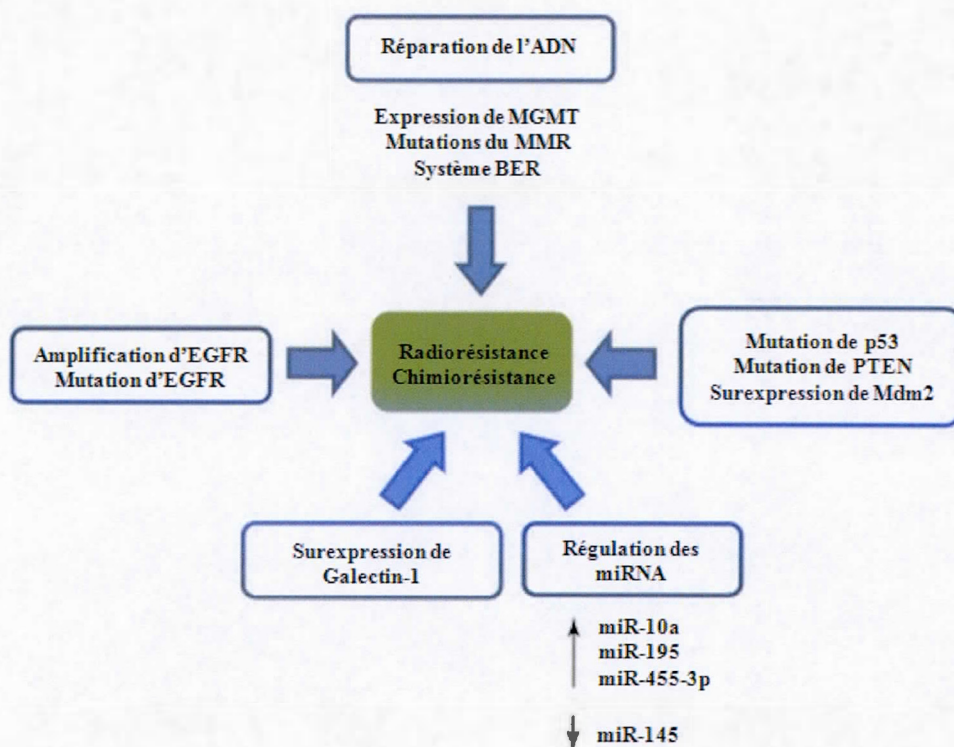 Réparation de l'ADN
Expression de MGMT
Mutations du MMR
Système BER
Amplification d'EGFR
Mutation d'EGFR
Radiorésistance
Chimiorésistance
Mutation de p53
Mutation de PTEN
Surexpression de Mdm2
Surexpression de
Galectin-1
Régulation des
miRNA
miR-10a
miR-195
miR-455-3p
miR-145